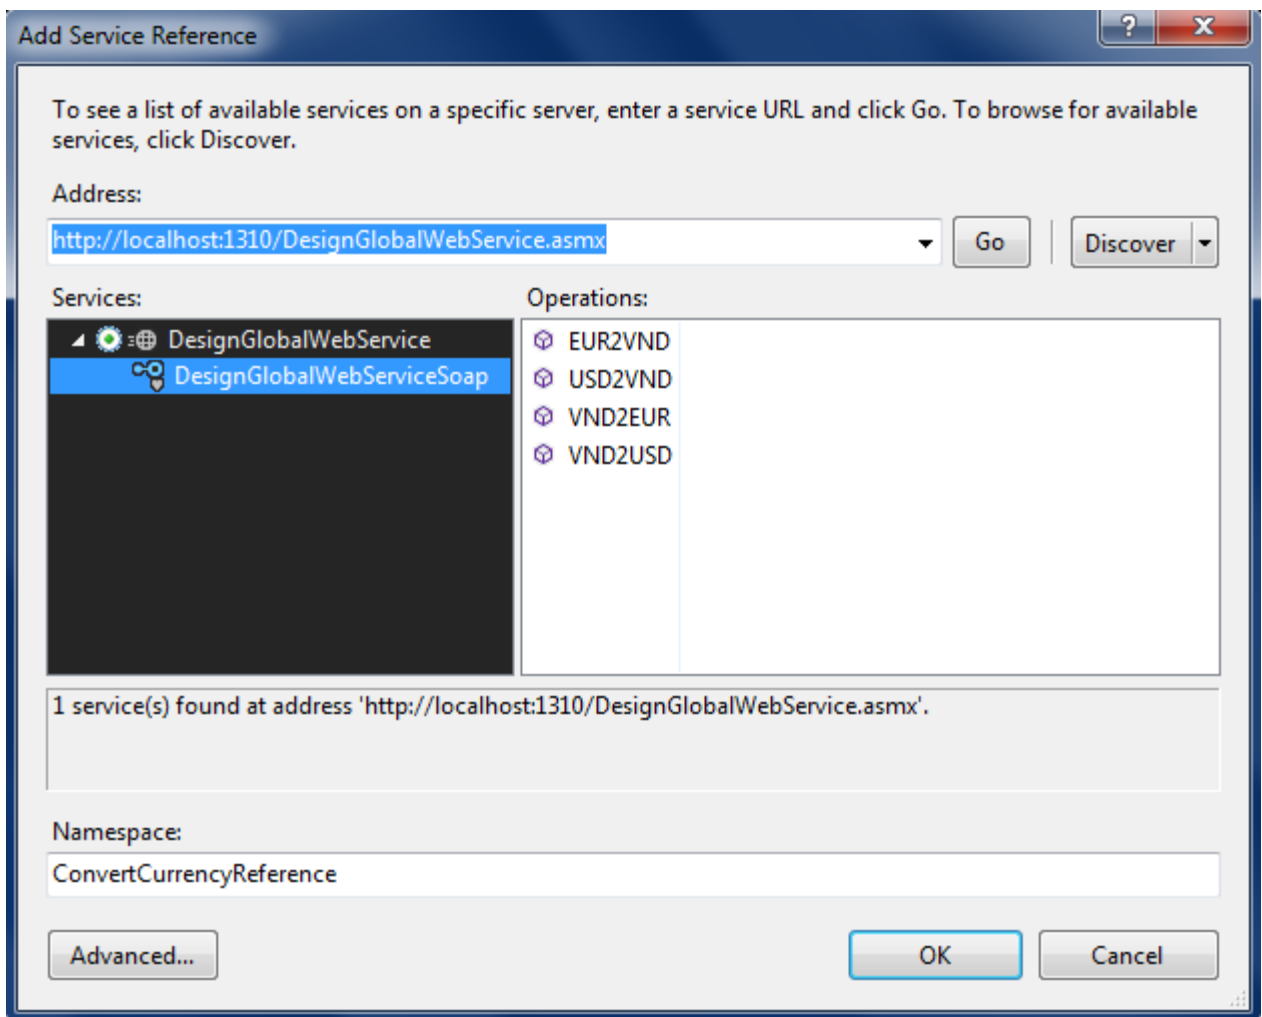 Add Service Reference
?
To see a list of available services on a specific server, enter a service URL and click Go. To browse for available
services, click Discover.
Address:
http://localhost:1310/DesignGlobalWebService.asmx
Go
Discover
Services:
Operations:
DesignGlobalWebService
DesignGlobalWebServiceSoap
EUR2VND
USD2VND
VND2EUR
VND2USD
1 service(s) found at address 'http://localhost:1310/DesignGlobalWebService.asmx'.
Namespace:
ConvertCurrencyReference
Advanced...
OK
Cancel